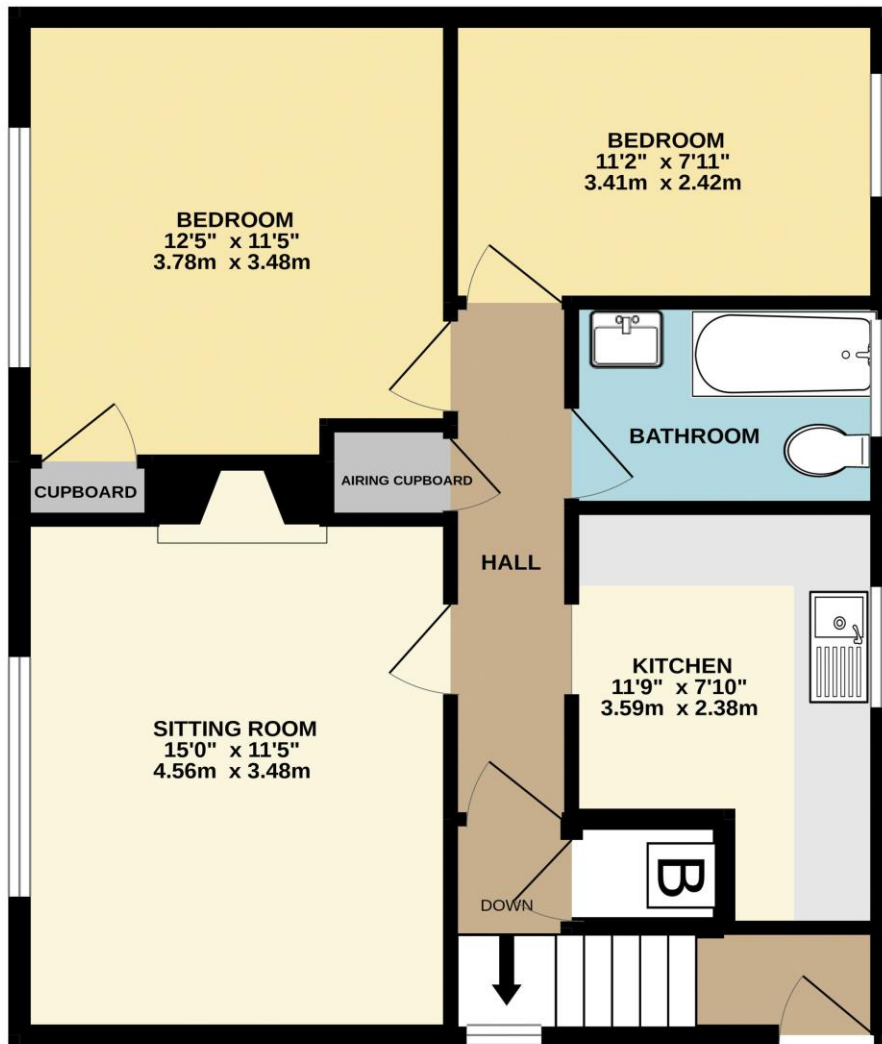 BEDROOM
12'5" x 11'5"
3.78m x 3.48m
BEDROOM
11'2" x 7'11"
3.41m x 2.42m
BATHROOM
CUPBOARD
AIRING CUPBOARD
HALL
KITCHEN
11'9" x 7'10"
3.59m x 2.38m
SITTING ROOM
15'0" x 11'5"
4.56m x 3.48m
B
DOWN